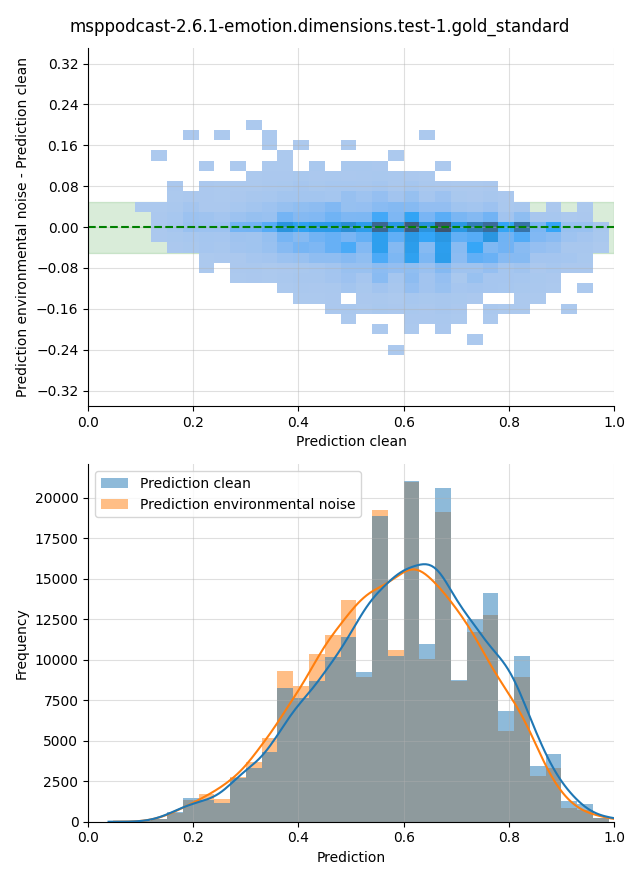 msppodcast-2.6.1-emotion.dimensions.test-1.gold_standard
Prediction environmental noise - Prediction clean
0.32
0.24
0.16
0.08
0.00
−0.08
−0.16
−0.24
−0.32
0.0 0.2 0.4 0.6 0.8 1.0
Prediction clean
Prediction clean
Prediction environmental noise
Frequency
20000
17500
15000
12500
10000
7500
5000
2500
0
0.0 0.2 0.4 0.6 0.8 1.0
Prediction